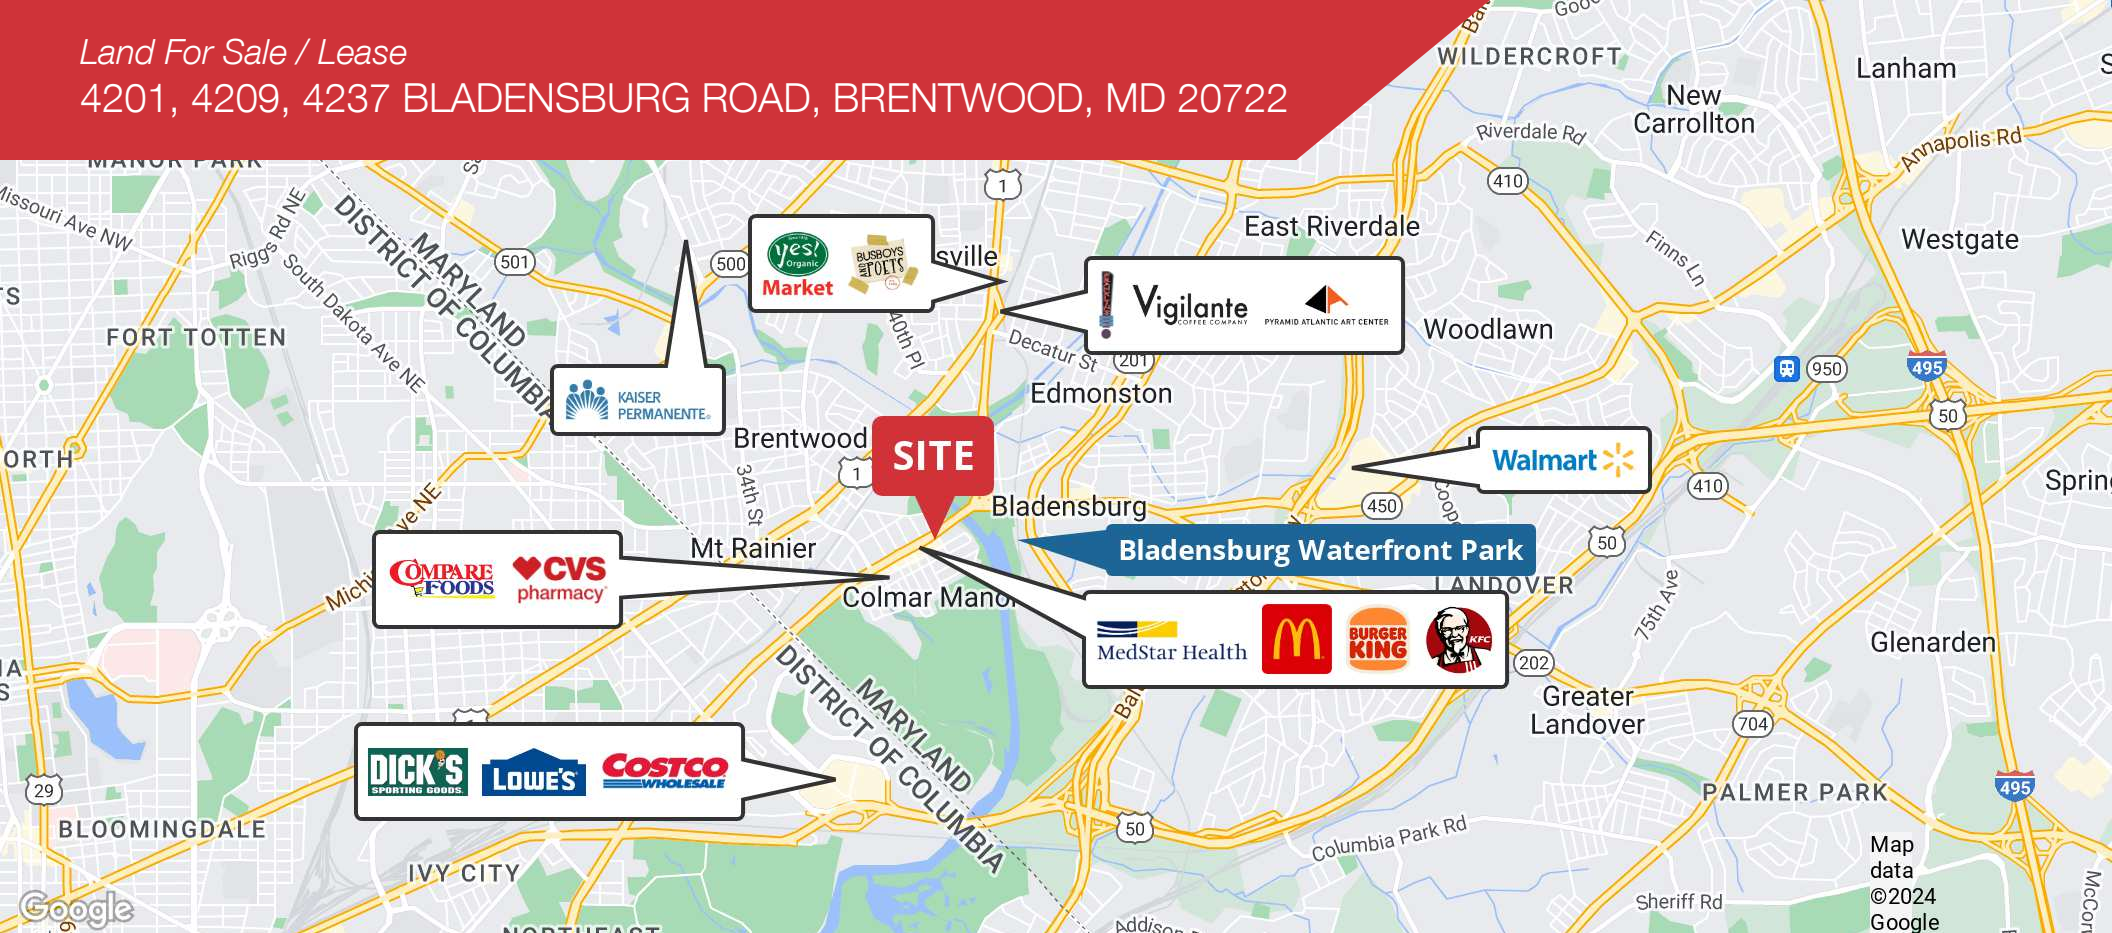 Land For Sale / Lease
4201, 4209, 4237 BLADENSBURG ROAD, BRENTWOOD, MD 20722
WILDERCROFT
Lanham
New
Carrollton
Riverdale Rd
Annapolis Rd
MANOR PARK
410
1
Missouri Ave NW
Riggs Rd NE
MARYLAND
DISTRICT OF COLUMBIA
501
500
South Dakota Ave NE
yes!
Organic
Market
BUSBOYS
AND
POETS
sville
East Riverdale
Finns Ln
Westgate
FRANKLINS
Vigilante
COFFEE COMPANY
PYRAMID ATLANTIC ART CENTER
Woodlawn
FORT TOTTEN
40th Pl
Decatur St
201
950
495
50
KAISER
PERMANENTE
Edmonston
Brentwood
1
SITE
34th St
ORTH
Walmart
Cooper
410
450
Spring
Bladensburg
Bladensburg Waterfront Park
50
Mt Rainier
COMPARE
FOODS
CVS
pharmacy
Colmar Mano
LANDOVER
75th Ave
MedStar Health
BURGER
KING
KFC
202
Glenarden
Greater
Landover
704
MARYLAND
DISTRICT OF COLUMBIA
DICK'S
SPORTING GOODS
LOWE'S
COSTCO
WHOLESALE
29
BLOOMINGDALE
IVY CITY
50
Columbia Park Rd
PALMER PARK
495
Sheriff Rd
Map
data
©2024
Google
Google
NORTHEAST
Addison